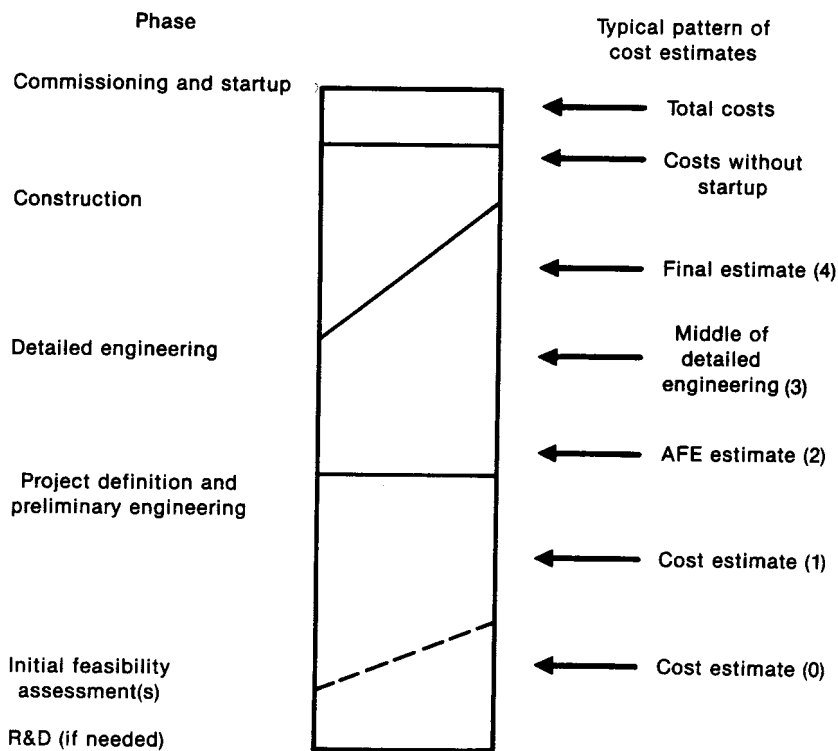 Phase
Typical pattern of
cost estimates
Commissioning and startup
Total costs
Costs without
startup
Construction
Final estimate (4)
Detailed engineering
Middle of
detailed
engineering (3)
AFE estimate (2)
Project definition and
preliminary engineering
Cost estimate (1)
Initial feasibility
assessment(s)
Cost estimate (0)
R&D (if needed)